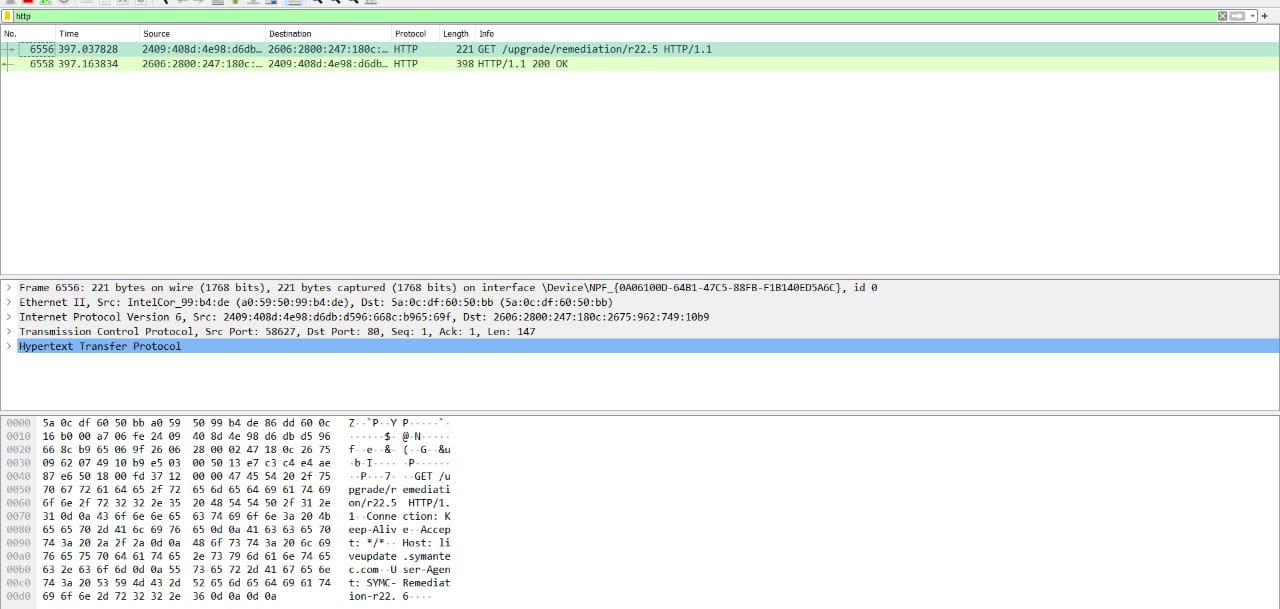 http
No. Time Source Destination Protocol Length Info
6556 397.037828 2409:408d:4e98:d6db… 2606:2800:247:180c:… HTTP 221 GET /upgrade/remediation/r22.5 HTTP/1.1
6558 397.163834 2606:2800:247:180c:… 2409:408d:4e98:d6db… HTTP 398 HTTP/1.1 200 OK
> Frame 6556: 221 bytes on wire (1768 bits), 221 bytes captured (1768 bits) on interface \Device\NPF_{0A06100D-64B1-47C5-88FB-F1B140ED5A6C}, id 0
> Ethernet II, Src: IntelCor_99:b4:de (a0:59:50:99:b4:de), Dst: 5a:0c:df:60:50:bb (5a:0c:df:60:50:bb)
> Internet Protocol Version 6, Src: 2409:408d:4e98:d6db:d596:668c:b965:69f, Dst: 2606:2800:247:180c:2675:962:749:10b9
> Transmission Control Protocol, Src Port: 58627, Dst Port: 80, Seq: 1, Ack: 1, Len: 147
> Hypertext Transfer Protocol
0000 5a 0c df 60 50 bb a0 59 50 99 b4 de 86 dd 60 0c Z··`P··Y P·····`·
0010 16 b0 00 a7 06 fe 24 09 40 8d 4e 98 d6 db d5 96 ······$· @·N·····
0020 66 8c b9 65 06 9f 26 06 28 00 02 47 18 0c 26 75 f··e··&· (··G··&u
0030 09 62 07 49 10 b9 e5 03 00 50 13 e7 c3 c4 e4 ae ·b·I···· ·P······
0040 87 e6 50 18 00 fd 37 12 00 00 47 45 54 20 2f 75 ··P···7· ··GET /u
0050 70 67 72 61 64 65 2f 72 65 6d 65 64 69 61 74 69 pgrade/r emediati
0060 6f 6e 2f 72 32 32 2e 35 20 48 54 54 50 2f 31 2e on/r22.5 HTTP/1.
0070 31 0d 0a 43 6f 6e 6e 65 63 74 69 6f 6e 3a 20 4b 1··Conne ction: K
0080 65 65 70 2d 41 6c 69 76 65 0d 0a 41 63 63 65 70 eep-Aliv e··Accep
0090 74 3a 20 2a 2f 2a 0d 0a 48 6f 73 74 3a 20 6c 69 t: */*·· Host: li
00a0 76 65 75 70 64 61 74 65 2e 73 79 6d 61 6e 74 65 veupdate .symante
00b0 63 2e 63 6f 6d 0d 0a 55 73 65 72 2d 41 67 65 6e c.com··U ser-Agen
00c0 74 3a 20 53 59 4d 43 2d 52 65 6d 65 64 69 61 74 t: SYMC- Remediat
00d0 69 6f 6e 2d 72 32 32 2e 36 0d 0a 0d 0a ion-r22. 6····